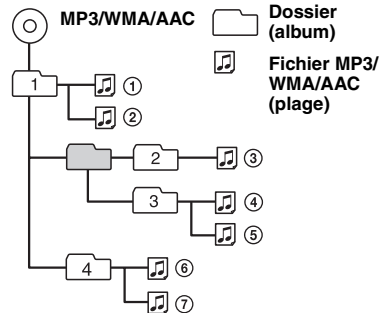 MP3/WMA/AAC
Dossier
(album)
Fichier MP3/
WMA/AAC
(plage)
1
①
②
2
③
3
④
⑤
4
⑥
⑦